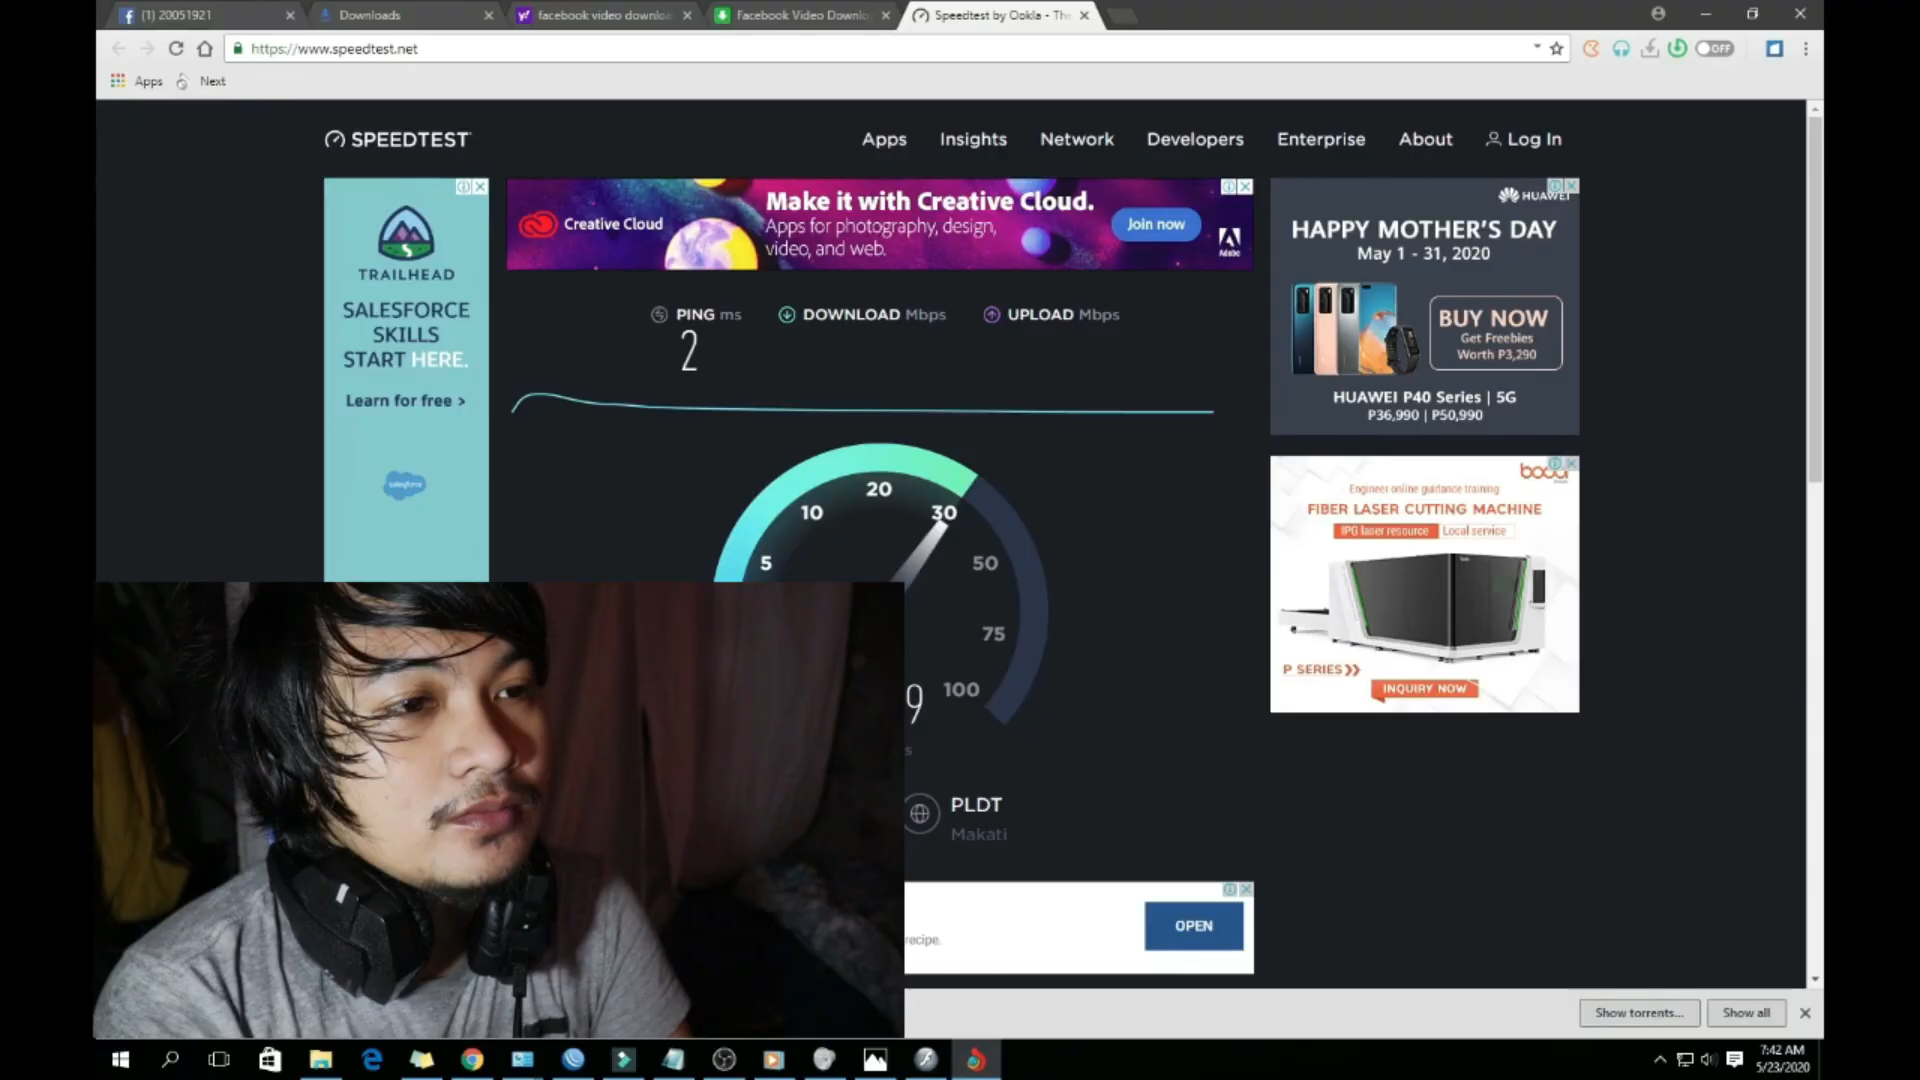 (1) 20051921
Downloads
facebook video downlo
Facebook Video Downlo
Speedtest by Ookla - Th
https://www.speedtest.net
OFF
Apps
Next
SPEEDTEST
Apps
Insights
Network
Developers
Enterprise
About
Log In
TRAILHEAD
SALESFORCE
SKILLS
START HERE.
Learn for free >
salesforce
Creative Cloud
Make it with Creative Cloud.
Apps for photography, design,
video, and web.
Join now
Adobe
HUAWEI
HAPPY MOTHER'S DAY
May 1 - 31, 2020
BUY NOW
Get Freebies
Worth P3,290
HUAWEI P40 Series | 5G
P36,990 | P50,990
PING ms
2
DOWNLOAD Mbps
UPLOAD Mbps
5
10
20
30
50
75
100
9
s
PLDT
Makati
Engineer online guidance training
FIBER LASER CUTTING MACHINE
IPG laser resource
Local service
P SERIES
INQUIRY NOW
recipe.
OPEN
Show torrents...
Show all
7:42 AM
5/23/2020